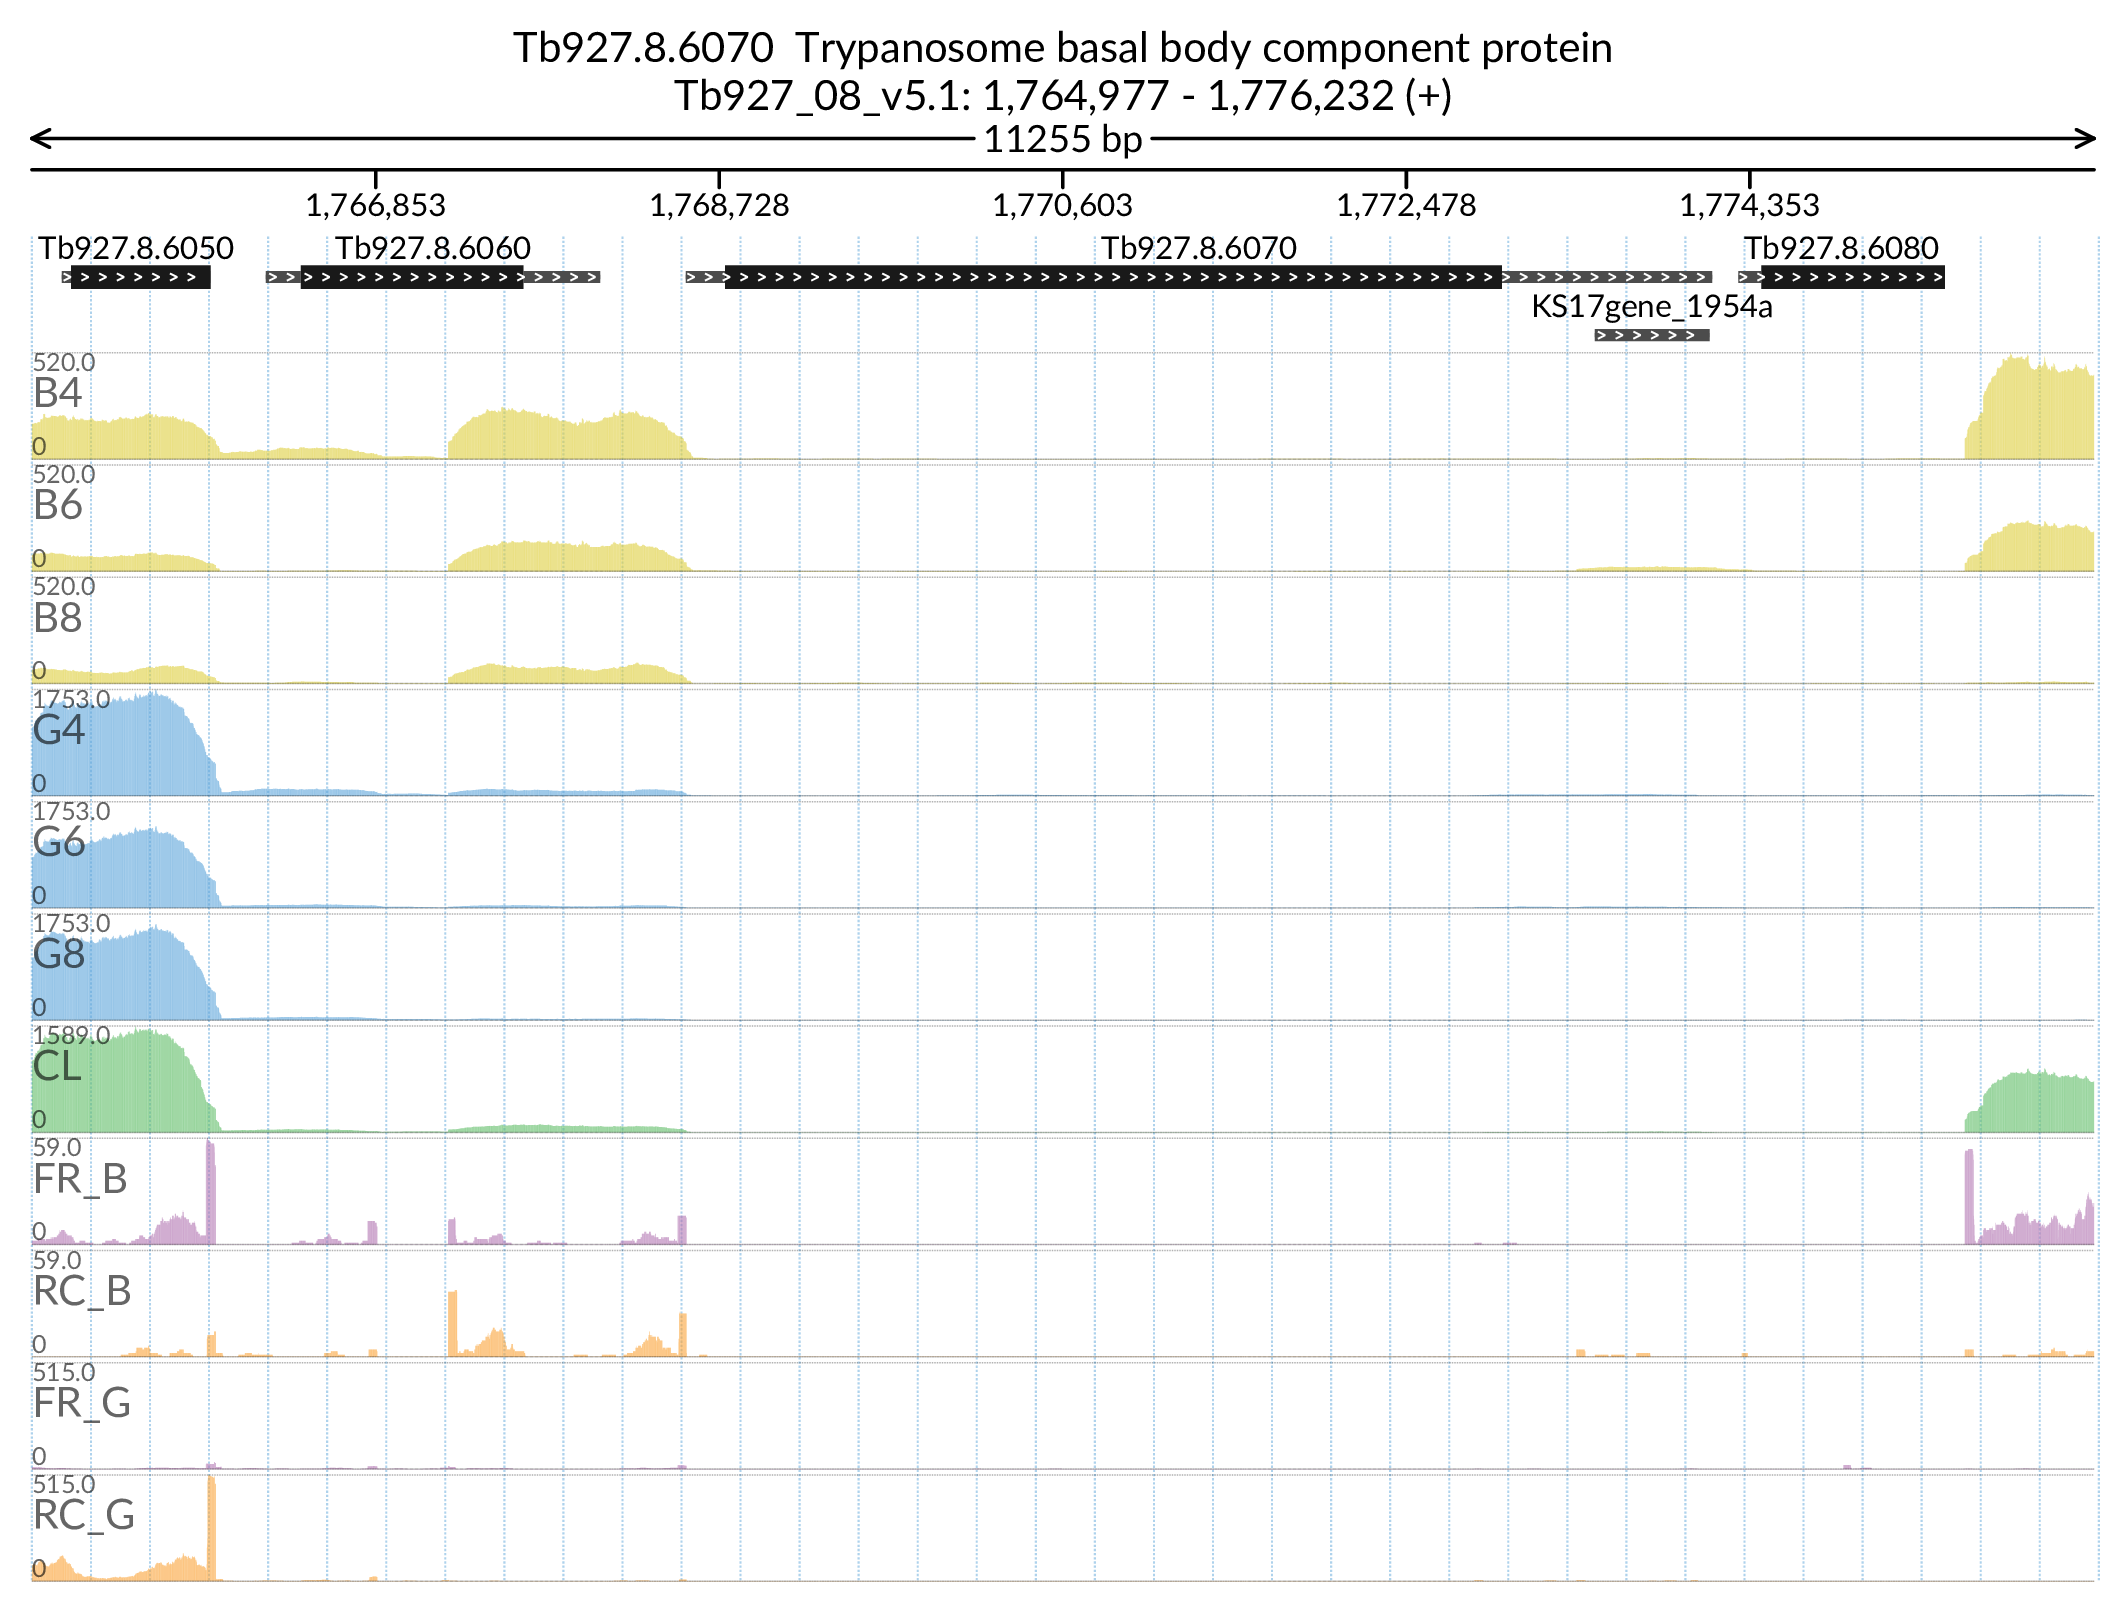 Tb927.8.6070 Trypanosome basal body component protein
Tb927_08_v5.1: 1,764,977 - 1,776,232 (+)
11255 bp
1,766,853 1,768,728 1,770,603 1,772,478 1,774,353
Tb927.8.6050 Tb927.8.6060 Tb927.8.6070 Tb927.8.6080
KS17gene_1954a
520.0
B4
0
520.0
B6
0
520.0
B8
0
1753.0
G4
0
1753.0
G6
0
1753.0
G8
0
1589.0
CL
0
59.0
FR_B
0
59.0
RC_B
0
515.0
FR_G
0
515.0
RC_G
0